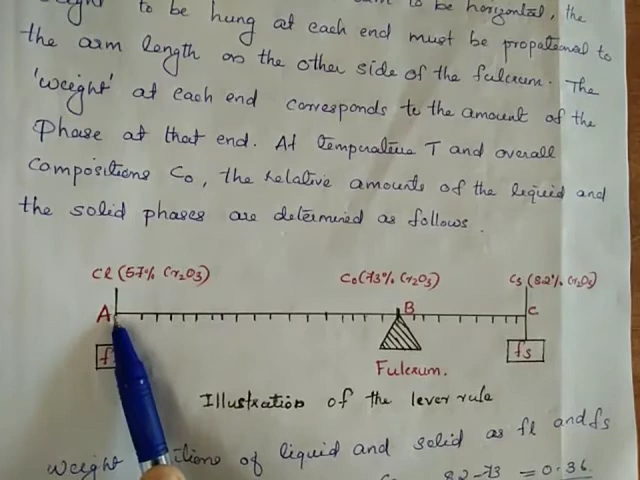 to be hung at each end must be propational to
the arm length on the other side of the fulcrum. The
'weight' at each end corresponds to the amount of the
Phase at that end. At temperature T and overall
compositions Co, the relative amounts of the liquid and
the solid phases are determined as follows.
Cl (57% Cr2O3) Co (73% Cr2O3) Cs (82% Cr2O3)
A B C
fs
Fulcrum.
Illustration of the lever rule
weight of liquid and solid as fl and fs
82-73 = 0.36